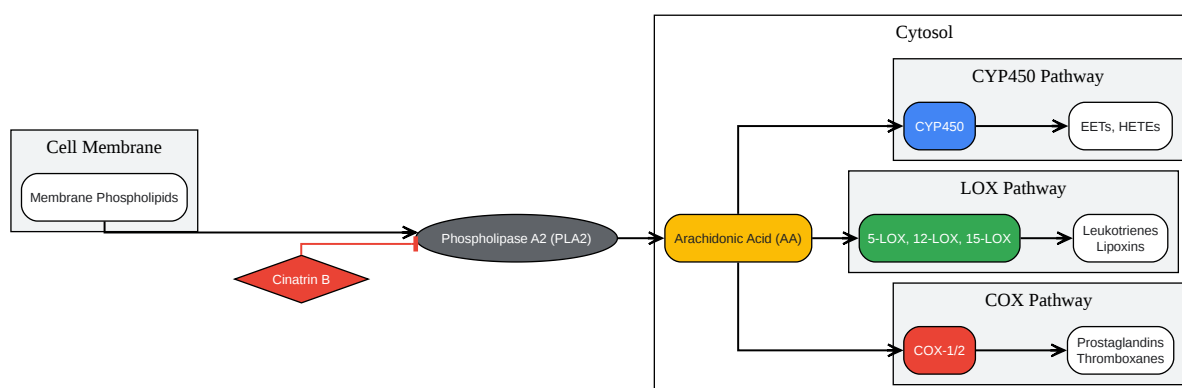 Cytosol
CYP450 Pathway
CYP450
EETs, HETEs
Cell Membrane
Membrane Phospholipids
LOX Pathway
Phospholipase A2 (PLA2)
Arachidonic Acid (AA)
5-LOX, 12-LOX, 15-LOX
Leukotrienes
Lipoxins
Cinatrin B
COX Pathway
COX-1/2
Prostaglandins
Thromboxanes